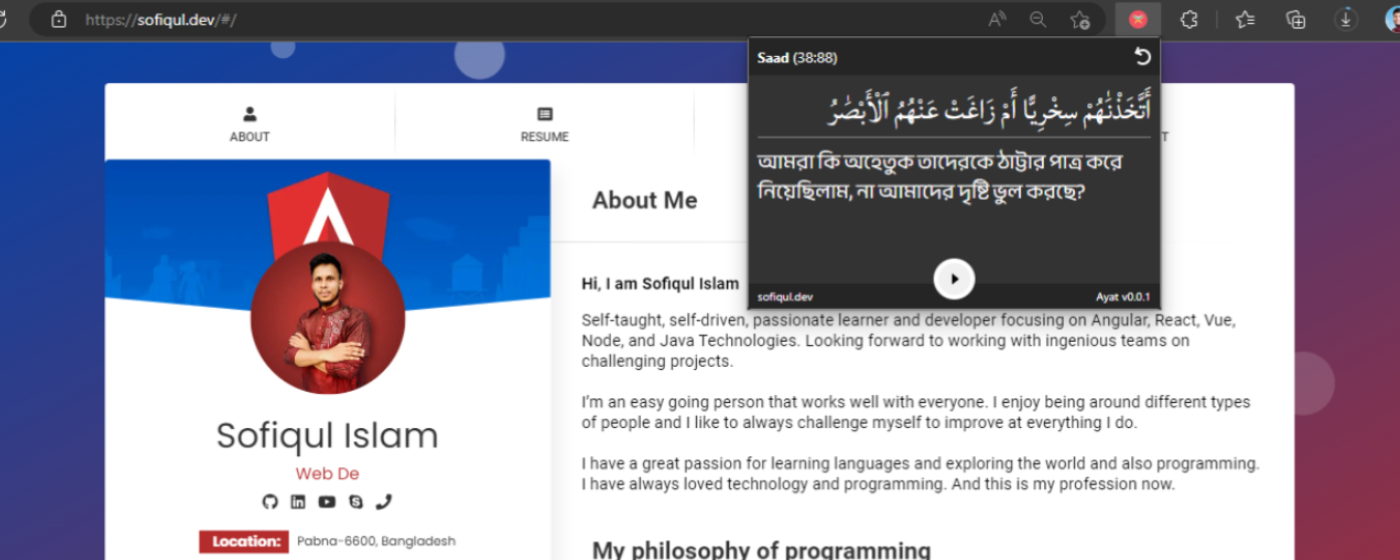 https://sofiqul.dev/#/
Saad (38:88)
أَتَّخَذْنَٰهُمْ سِخْرِيًّا أَمْ زَاغَتْ عَنْهُمُ ٱلْأَبْصَٰرُ
আমরা কি অহেতুক তাদেরকে ঠাট্টার পাত্র করে
নিয়েছিলাম, না আমাদের দৃষ্টি ভুল করছে?
sofiqul.dev
Ayat v0.0.1
ABOUT
RESUME
T
About Me
Hi, I am Sofiqul Islam
Self-taught, self-driven, passionate learner and developer focusing on Angular, React, Vue,
Node, and Java Technologies. Looking forward to working with ingenious teams on
challenging projects.
I'm an easy going person that works well with everyone. I enjoy being around different types
of people and I like to always challenge myself to improve at everything I do.
I have a great passion for learning languages and exploring the world and also programming.
I have always loved technology and programming. And this is my profession now.
My philosophy of programming
Sofiqul Islam
Web De
Location: Pabna-6600, Bangladesh